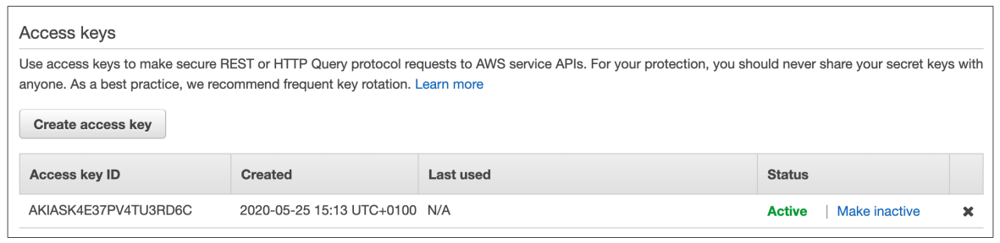 Access keys
Use access keys to make secure REST or HTTP Query protocol requests to AWS service APIs. For your protection, you should never share your secret keys with
anyone. As a best practice, we recommend frequent key rotation. Learn more
Create access key
Access key ID Created Last used Status
AKIASK4E37PV4TU3RD6C 2020-05-25 15:13 UTC+0100 N/A Active | Make inactive ✖